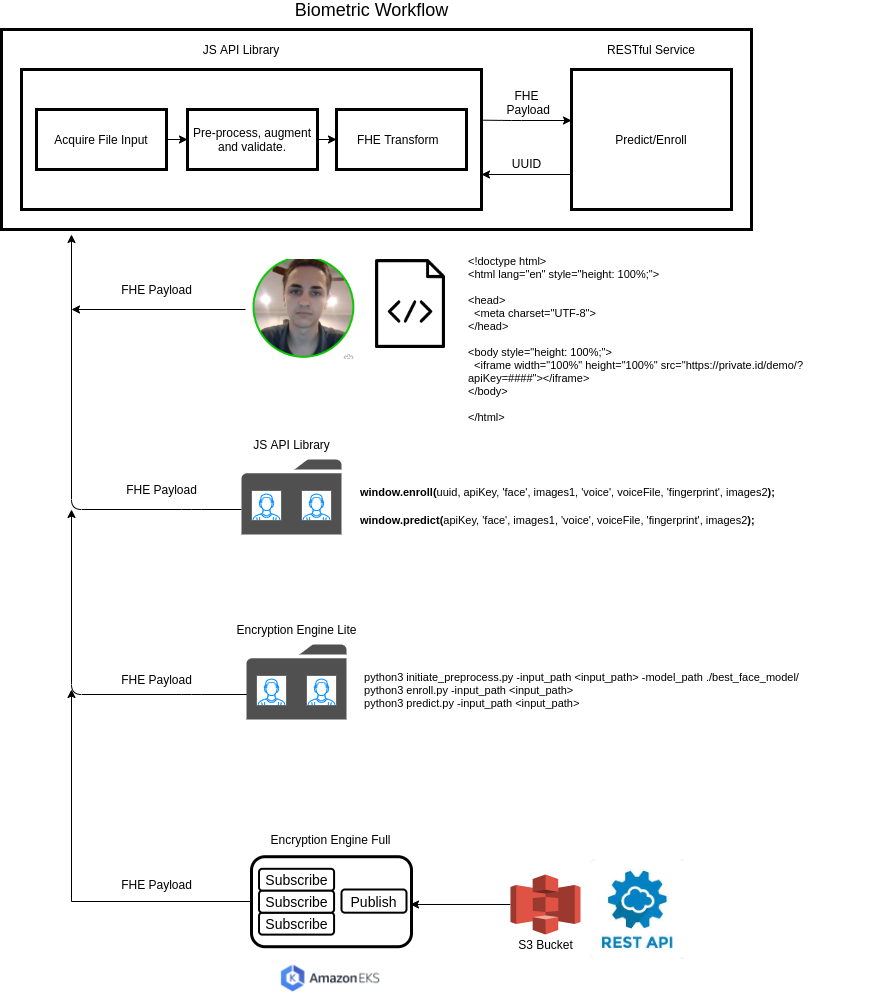 Biometric Workflow
JS API Library
RESTful Service
Acquire File Input
Pre-process, augment
and validate.
FHE Transform
FHE
Payload
UUID
Predict/Enroll
FHE Payload
</>
<!doctype html>
<html lang="en" style="height: 100%;">
<head>
<meta charset="UTF-8">
</head>
<body style="height: 100%;">
<iframe width="100%" height="100%" src="https://private.id/demo/?
apiKey=####"></iframe>
</body>
</html>
JS API Library
FHE Payload
window.enroll(uuid, apiKey, 'face', images1, 'voice', voiceFile, 'fingerprint', images2);
window.predict(apiKey, 'face', images1, 'voice', voiceFile, 'fingerprint', images2);
Encryption Engine Lite
FHE Payload
python3 initiate_preprocess.py -input_path <input_path> -model_path ./best_face_model/
python3 enroll.py -input_path <input_path>
python3 predict.py -input_path <input_path>
Encryption Engine Full
FHE Payload
Subscribe
Subscribe
Subscribe
Publish
S3 Bucket
REST API
K
Amazon EKS